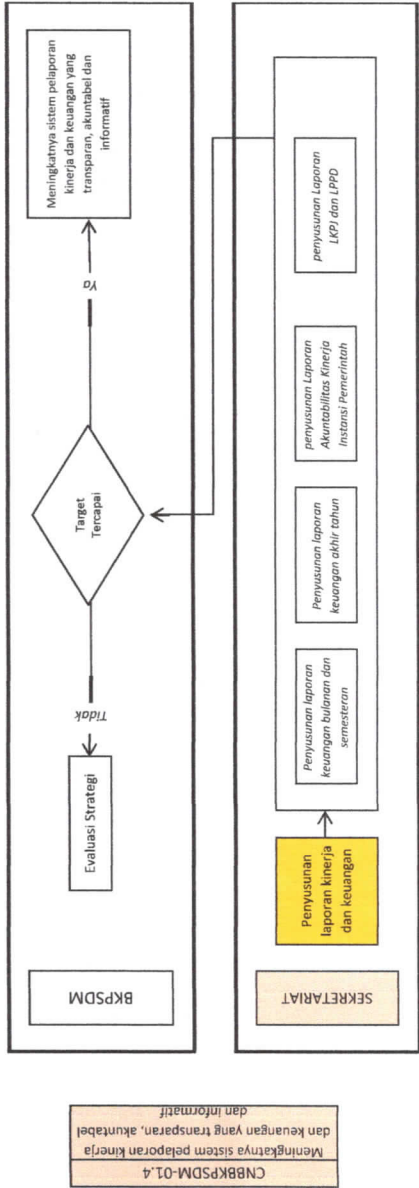 CNBBKPSDM-01.4
Meningkatnya sistem pelaporan kinerja
dan keuangan yang transparan, akuntabel
dan informatif
BKPSDM
Evaluasi Strategi
Tidak
Target
Tercapai
Ya
Meningkatnya sistem pelaporan
kinerja dan keuangan yang
transparan, akuntabel dan
informatif
SEKRETARIAT
Penyusunan
laporan kinerja
dan keuangan
Penyusunan laporan
keuangan bulanan dan
semesteran
Penyusunan laporan
keuangan akhir tahun
penyusunan Laporan
Akuntabilitas Kinerja
Instansi Pemerintah
penyusunan Laporan
LKPJ dan LPPD